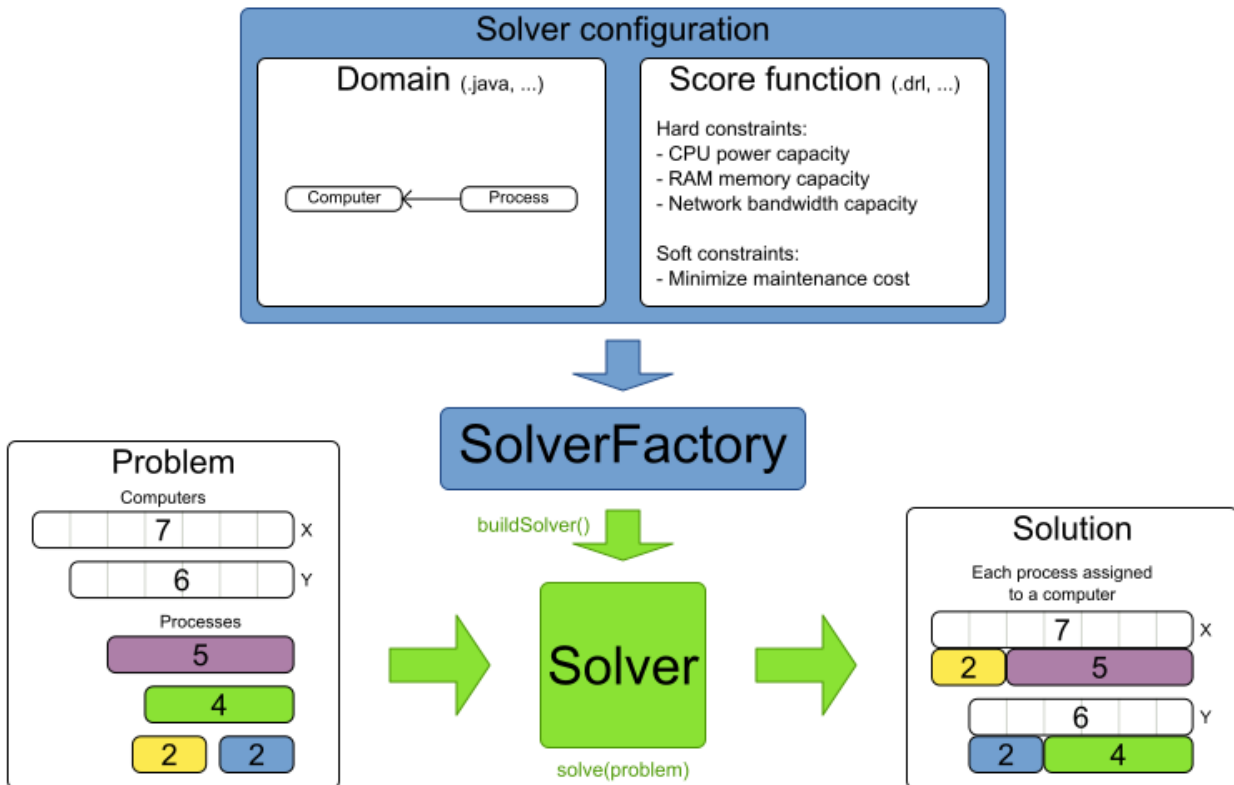 Solver configuration
Domain (.java, ...)
Computer
Process
Score function (.drl, ...)
Hard constraints:
- CPU power capacity
- RAM memory capacity
- Network bandwidth capacity
Soft constraints:
- Minimize maintenance cost
SolverFactory
buildSolver()
Problem
Computers
7 X
6 Y
Processes
5
4
2 2
Solver
solve(problem)
Solution
Each process assigned
to a computer
7 X
2 5
6 Y
2 4